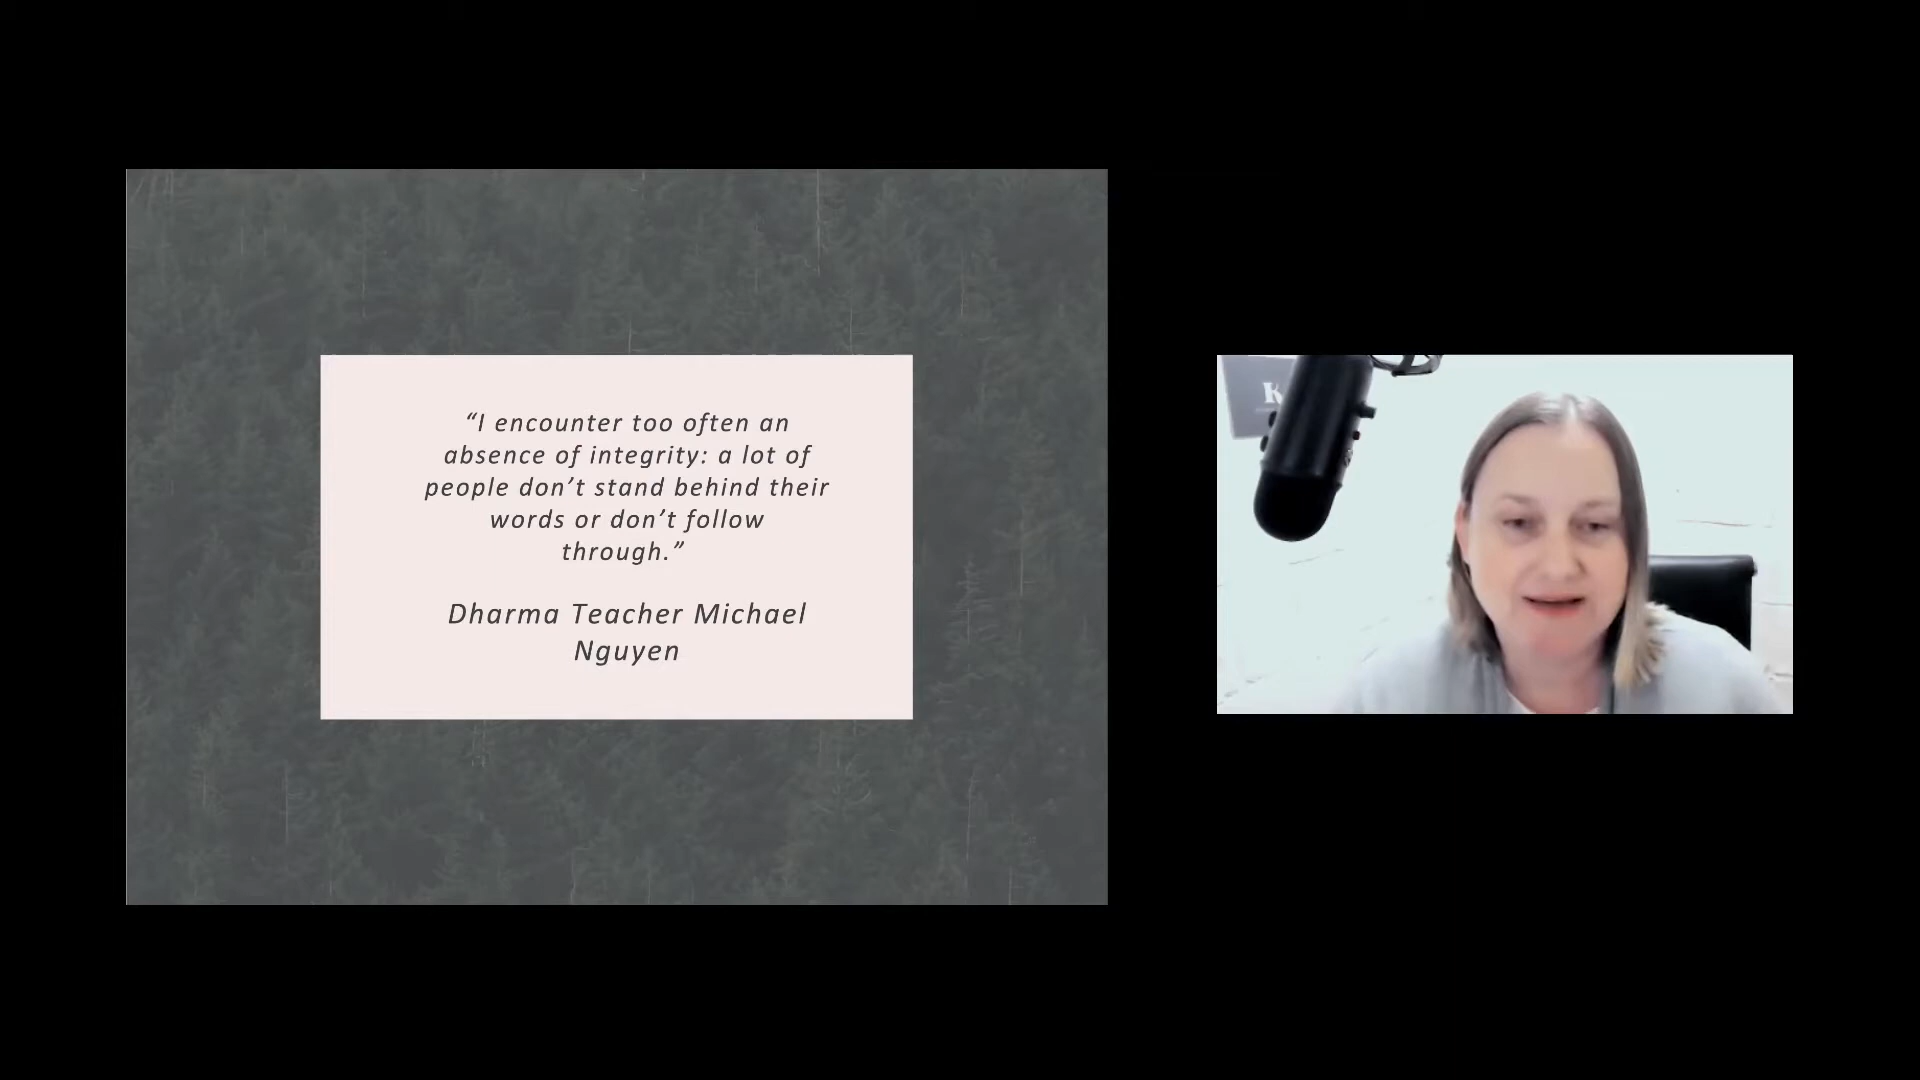 “I encounter too often an
absence of integrity: a lot of
people don’t stand behind their
words or don’t follow
through.”
Dharma Teacher Michael
Nguyen